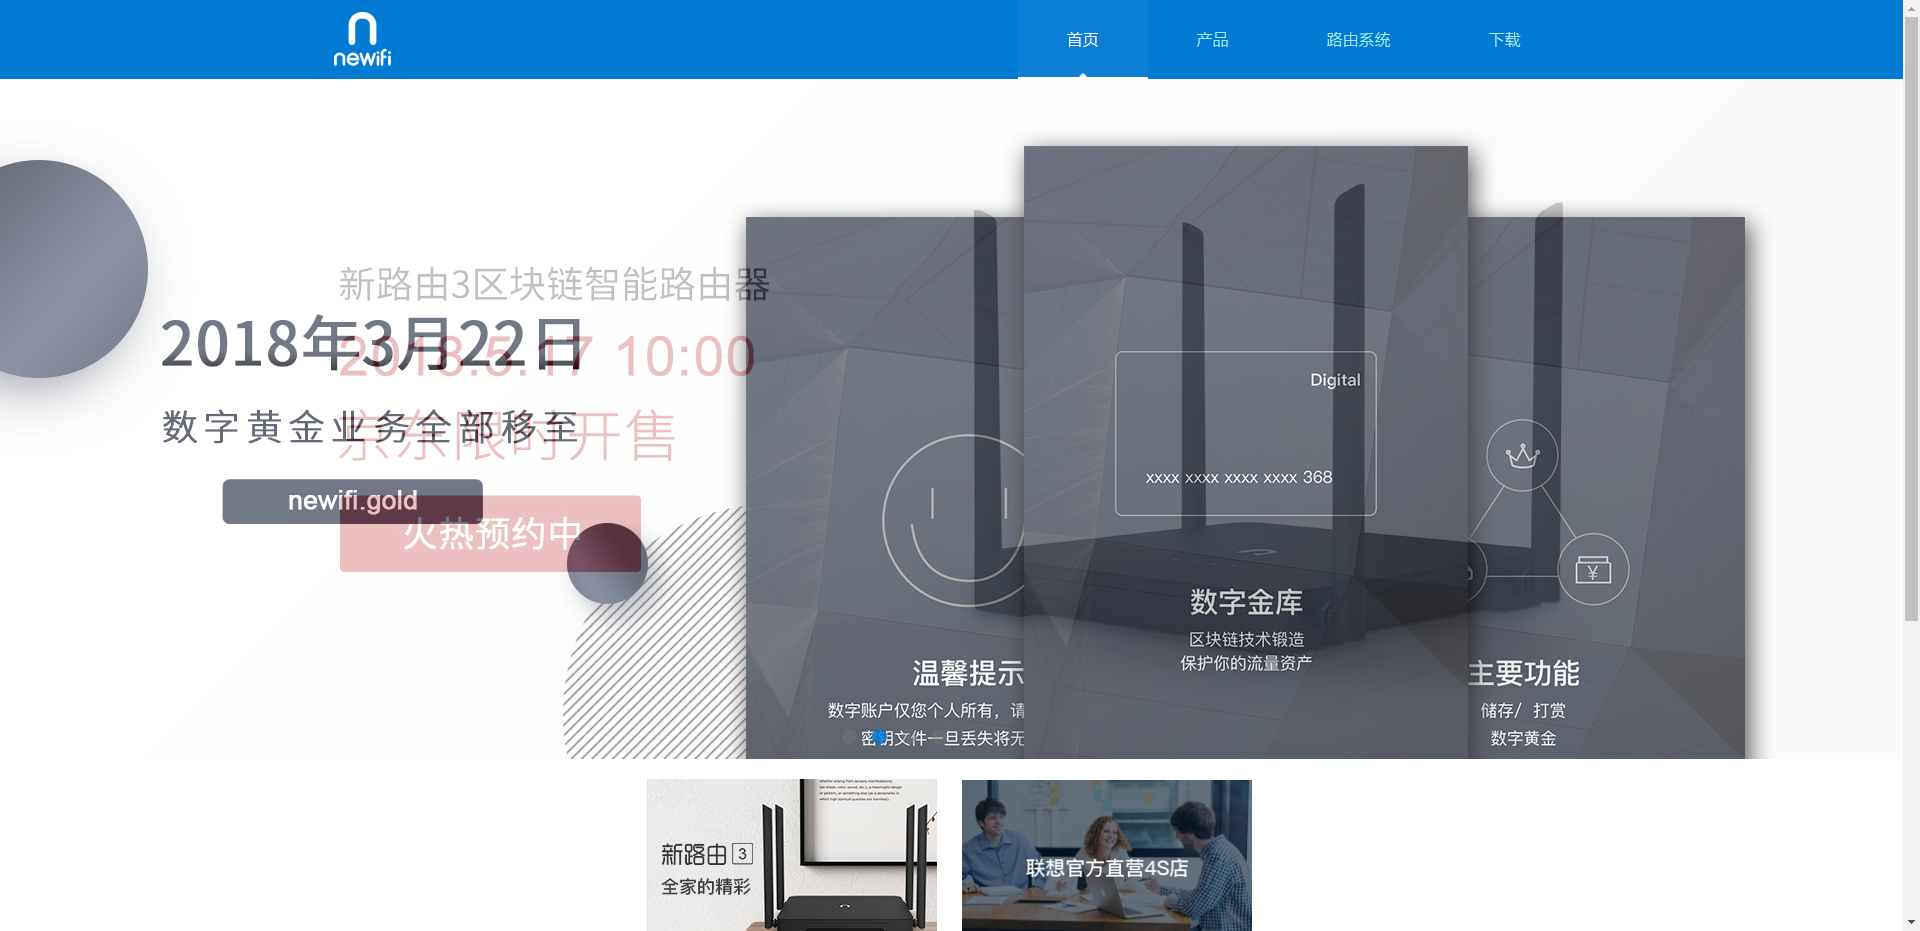 newifi
首页
产品
路由系统
下载
新路由3区块链智能路由器
2018年3月22日
2018.5.17 10:00
数字黄金业务全部移至
京东限时开售
newifi.gold
火热预约中
温馨提示
数字账户仅您个人所有，请
密钥文件一旦丢失将无
Digital
xxxx xxxx xxxx xxxx 368
数字金库
区块链技术锻造
保护你的流量资产
¥
主要功能
储存/ 打赏
数字黄金
新路由3
全家的精彩
联想官方直营4S店